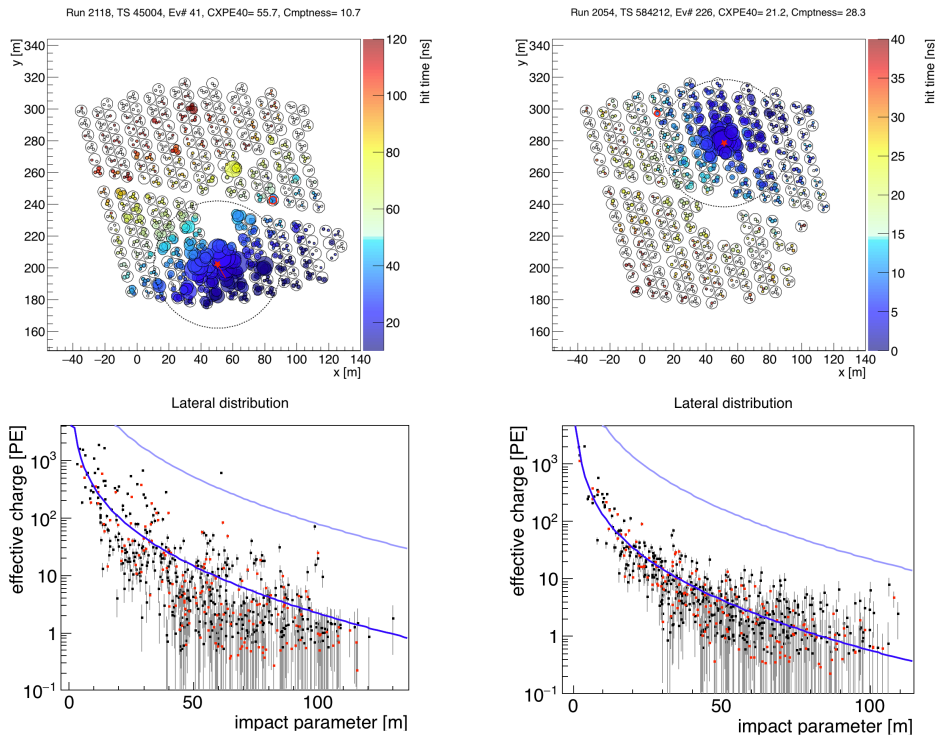 Run 2118, TS 45004, Ev# 41, CXPE40= 55.7, Cmptness= 10.7
y [m]
340
320
300
280
260
240
220
200
180
160
−40 −20 0 20 40 60 80 100 120 140
x [m]
120
100
80
60
40
20
hit time [ns]
Run 2054, TS 584212, Ev# 226, CXPE40= 21.2, Cmptness= 28.3
y [m]
340
320
300
280
260
240
220
200
180
160
−40 −20 0 20 40 60 80 100 120 140
x [m]
40
35
30
25
20
15
10
5
0
hit time [ns]
Lateral distribution
effective charge [PE]
10³
10²
10
1
10⁻¹
0 50 100
impact parameter [m]
Lateral distribution
effective charge [PE]
10³
10²
10
1
10⁻¹
0 50 100
impact parameter [m]